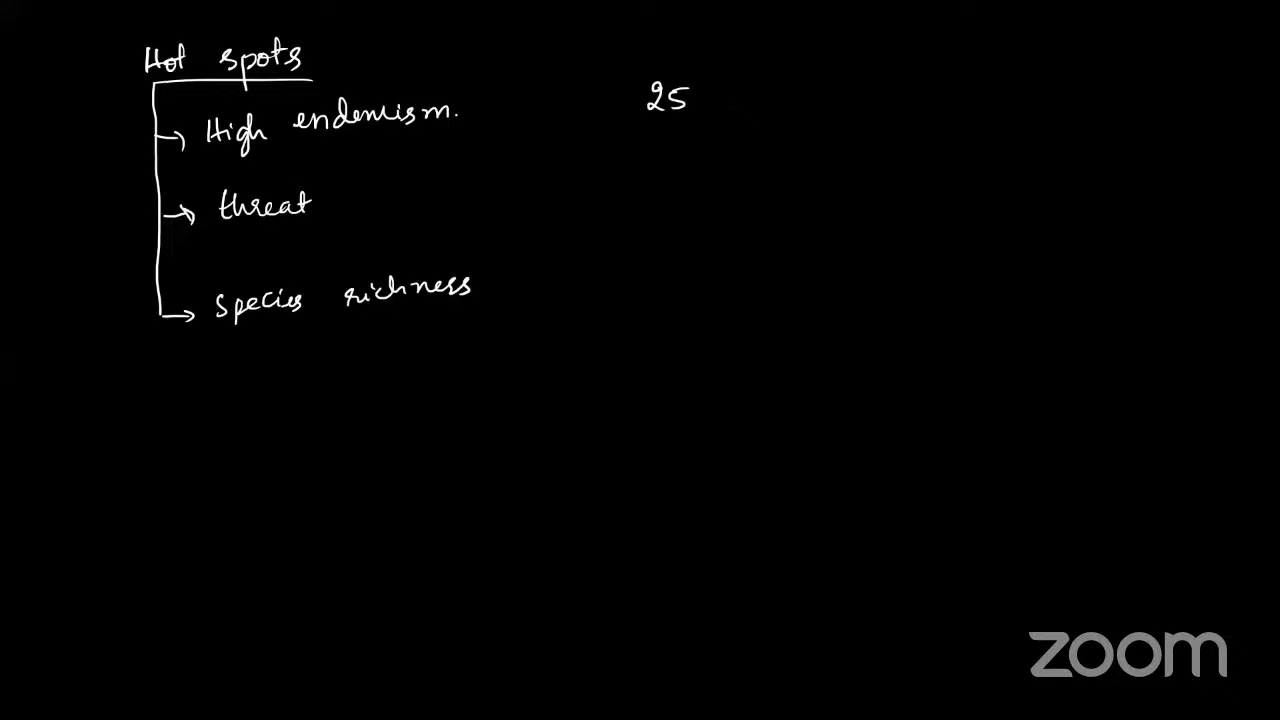 Hot spots
25
→ High endemism.
→ threat
→ Species richness
zoom